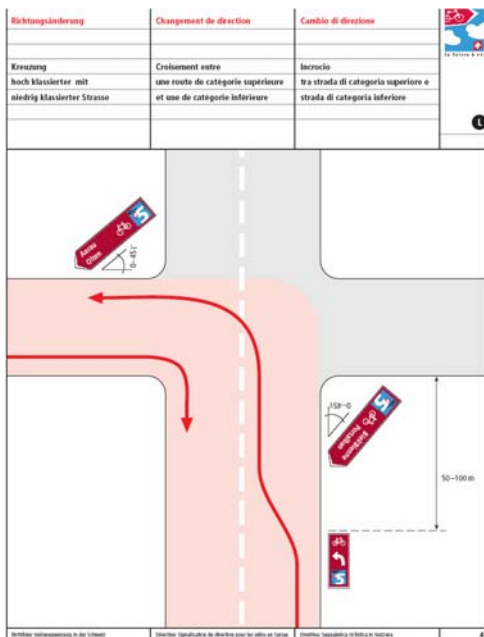 Richtungsänderung
Changement de direction
Cambio di direzione
Kreuzung
hoch klassierter mit
niedrig klassierter Strasse
Croisement entre
une route de catégorie supérieure
et une de catégorie inférieure
Incrocio
tra strada di categoria superiore e
strada di categoria inferiore
L
Aarau
Olten
5
0–45°
0–45°
5
50–100 m
5